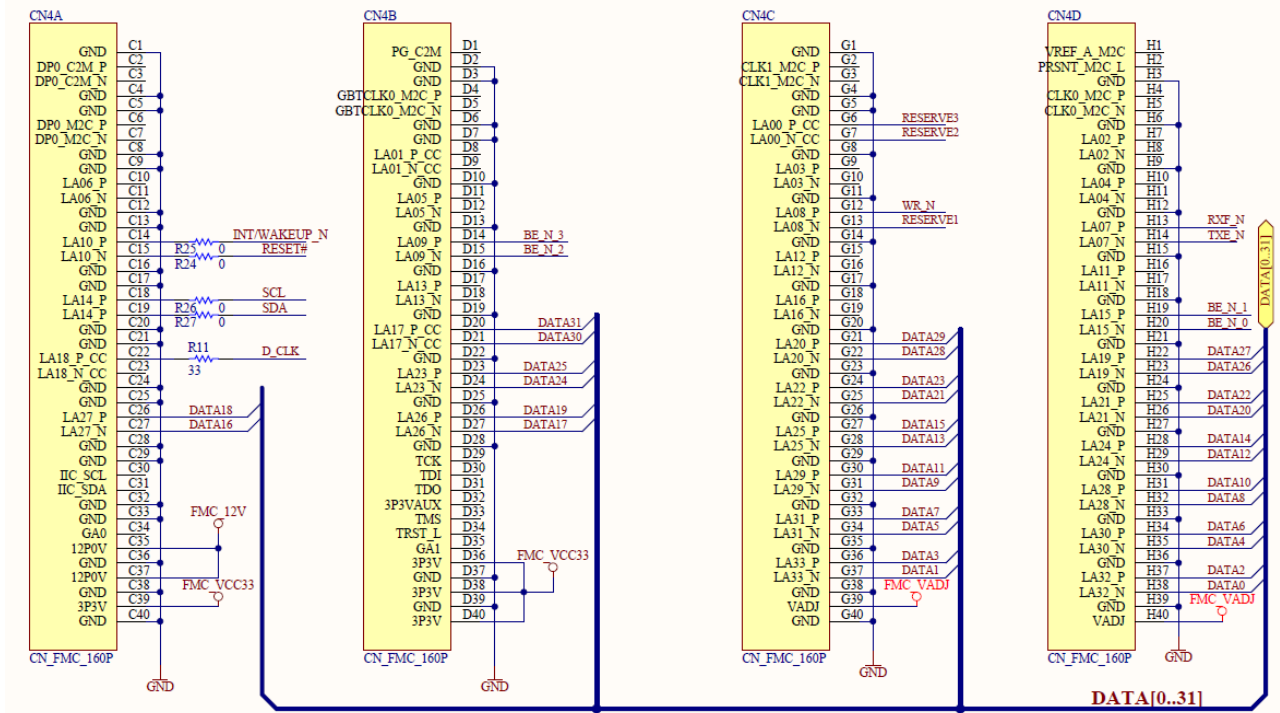 CN4A
GND C1
DP0_C2M_P C2
DP0_C2M_N C3
GND C4
GND C5
DP0_M2C_P C6
DP0_M2C_N C7
GND C8
GND C9
LA06_P C10
LA06_N C11
GND C12
GND C13
LA10_P C14 INT/WAKEUP_N
LA10_N C15 R25 0 RESET#
GND C16 R24 0
GND C17
LA14_P C18 SCL
LA14_P C19 R26 0 SDA
GND C20 R27 0
GND C21
LA18_P_CC C22 R11 D_CLK
LA18_N_CC C23 33
GND C24
GND C25
LA27_P C26 DATA18
LA27_N C27 DATA16
GND C28
GND C29
IIC_SCL C30
IIC_SDA C31
GND C32
GND C33 FMC_12V
GA0 C34
12P0V C35
GND C36
12P0V C37
GND C38 FMC_VCC33
3P3V C39
GND C40
CN_FMC_160P
GND
CN4B
PG_C2M D1
GND D2
GND D3
GBTCLK0_M2C_P D4
GBTCLK0_M2C_N D5
GND D6
GND D7
LA01_P_CC D8
LA01_N_CC D9
GND D10
LA05_P D11
LA05_N D12
GND D13
LA09_P D14 BE_N_3
LA09_N D15 BE_N_2
GND D16
LA13_P D17
LA13_N D18
GND D19
LA17_P_CC D20 DATA31
LA17_N_CC D21 DATA30
GND D22
LA23_P D23 DATA25
LA23_N D24 DATA24
GND D25
LA26_P D26 DATA19
LA26_N D27 DATA17
GND D28
TCK D29
TDI D30
TDO D31
3P3VAUX D32
TMS D33
TRST_L D34
GA1 D35
3P3V D36 FMC_VCC33
GND D37
3P3V D38
GND D39
3P3V D40
CN_FMC_160P
GND
CN4C
GND G1
CLK1_M2C_P G2
CLK1_M2C_N G3
GND G4
GND G5
LA00_P_CC G6 RESERVE3
LA00_N_CC G7 RESERVE2
GND G8
LA03_P G9
LA03_N G10
GND G11
LA08_P G12 WR_N
LA08_N G13 RESERVE1
GND G14
LA12_P G15
LA12_N G16
GND G17
LA16_P G18
LA16_N G19
GND G20
LA20_P G21 DATA29
LA20_N G22 DATA28
GND G23
LA22_P G24 DATA23
LA22_N G25 DATA21
GND G26
LA25_P G27 DATA15
LA25_N G28 DATA13
GND G29
LA29_P G30 DATA11
LA29_N G31 DATA9
GND G32
LA31_P G33 DATA7
LA31_N G34 DATA5
GND G35
LA33_P G36 DATA3
LA33_N G37 DATA1
GND G38 FMC_VADJ
VADJ G39
GND G40
CN_FMC_160P
GND
CN4D
VREF_A_M2C H1
PRSNT_M2C_L H2
GND H3
CLK0_M2C_P H4
CLK0_M2C_N H5
GND H6
LA02_P H7
LA02_N H8
GND H9
LA04_P H10
LA04_N H11
GND H12
LA07_P H13 RXF_N
LA07_N H14 TXE_N
GND H15
LA11_P H16
LA11_N H17
GND H18
LA15_P H19 BE_N_1
LA15_N H20 BE_N_0
GND H21
LA19_P H22 DATA27
LA19_N H23 DATA26
GND H24
LA21_P H25 DATA22
LA21_N H26 DATA20
GND H27
LA24_P H28 DATA14
LA24_N H29 DATA12
GND H30
LA28_P H31 DATA10
LA28_N H32 DATA8
GND H33
LA30_P H34 DATA6
LA30_N H35 DATA4
GND H36
LA32_P H37 DATA2
LA32_N H38 DATA0
GND H39 FMC_VADJ
VADJ H40
CN_FMC_160P
GND
DATA[0..31]
DATA[0..31]